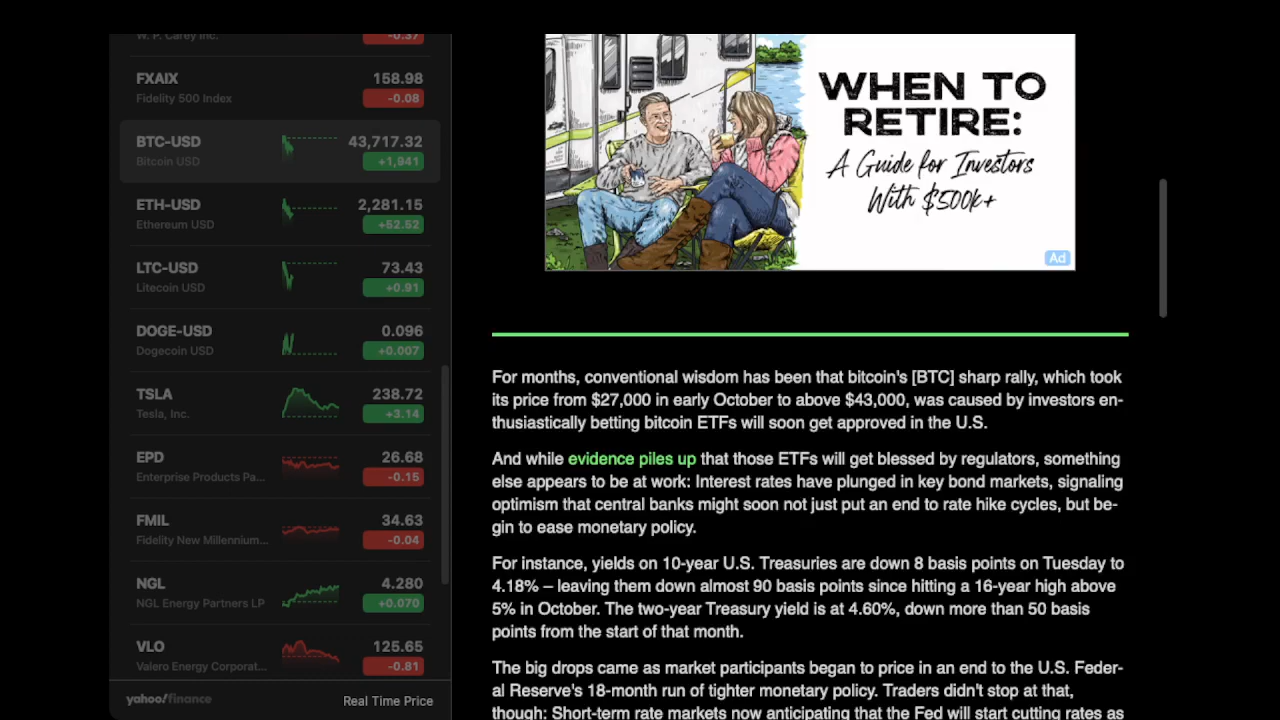 W. P. Carey Inc.
-0.37
FXAIX
158.98
Fidelity 500 Index
-0.08
BTC-USD
43,717.32
Bitcoin USD
+1,941
ETH-USD
2,281.15
Ethereum USD
+52.52
LTC-USD
73.43
Litecoin USD
+0.91
DOGE-USD
0.096
Dogecoin USD
+0.007
TSLA
238.72
Tesla, Inc.
+3.14
EPD
26.68
Enterprise Products Pa...
-0.15
FMIL
34.63
Fidelity New Millennium...
-0.04
NGL
4.280
NGL Energy Partners LP
+0.070
VLO
125.65
Valero Energy Corporat...
-0.81
yahoo!finance
Real Time Price
WHEN TO
RETIRE:
A Guide for Investors
With $500k+
Ad
For months, conventional wisdom has been that bitcoin's [BTC] sharp rally, which took
its price from $27,000 in early October to above $43,000, was caused by investors en-
thusiastically betting bitcoin ETFs will soon get approved in the U.S.
And while evidence piles up that those ETFs will get blessed by regulators, something
else appears to be at work: Interest rates have plunged in key bond markets, signaling
optimism that central banks might soon not just put an end to rate hike cycles, but be-
gin to ease monetary policy.
For instance, yields on 10-year U.S. Treasuries are down 8 basis points on Tuesday to
4.18% – leaving them down almost 90 basis points since hitting a 16-year high above
5% in October. The two-year Treasury yield is at 4.60%, down more than 50 basis
points from the start of that month.
The big drops came as market participants began to price in an end to the U.S. Feder-
al Reserve's 18-month run of tighter monetary policy. Traders didn't stop at that,
though: Short-term rate markets now anticipating that the Fed will start cutting rates as